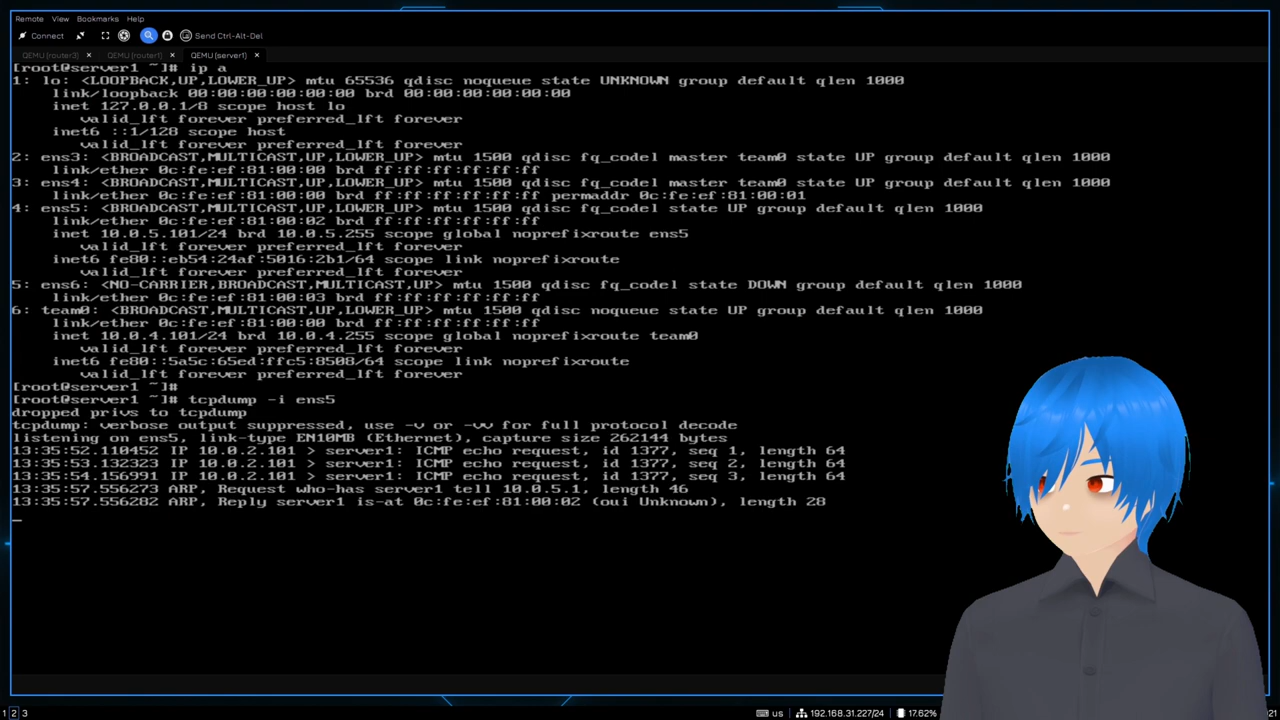 Remote View Bookmarks Help
Connect Send Ctrl-Alt-Del
QEMU (router3) × QEMU (router1) × QEMU (server1) ×
[root@server1 ~]# ip a
1: lo: <LOOPBACK,UP,LOWER_UP> mtu 65536 qdisc noqueue state UNKNOWN group default qlen 1000
link/loopback 00:00:00:00:00:00 brd 00:00:00:00:00:00
inet 127.0.0.1/8 scope host lo
valid_lft forever preferred_lft forever
inet6 ::1/128 scope host
valid_lft forever preferred_lft forever
2: ens3: <BROADCAST,MULTICAST,UP,LOWER_UP> mtu 1500 qdisc fq_codel master team0 state UP group default qlen 1000
link/ether 0c:fe:ef:81:00:00 brd ff:ff:ff:ff:ff:ff
3: ens4: <BROADCAST,MULTICAST,UP,LOWER_UP> mtu 1500 qdisc fq_codel master team0 state UP group default qlen 1000
link/ether 0c:fe:ef:81:00:00 brd ff:ff:ff:ff:ff:ff permaddr 0c:fe:ef:81:00:01
4: ens5: <BROADCAST,MULTICAST,UP,LOWER_UP> mtu 1500 qdisc fq_codel state UP group default qlen 1000
link/ether 0c:fe:ef:81:00:02 brd ff:ff:ff:ff:ff:ff
inet 10.0.5.101/24 brd 10.0.5.255 scope global noprefixroute ens5
valid_lft forever preferred_lft forever
inet6 fe80::eb54:24af:5016:2b1/64 scope link noprefixroute
valid_lft forever preferred_lft forever
5: ens6: <NO-CARRIER,BROADCAST,MULTICAST,UP> mtu 1500 qdisc fq_codel state DOWN group default qlen 1000
link/ether 0c:fe:ef:81:00:03 brd ff:ff:ff:ff:ff:ff
6: team0: <BROADCAST,MULTICAST,UP,LOWER_UP> mtu 1500 qdisc noqueue state UP group default qlen 1000
link/ether 0c:fe:ef:81:00:00 brd ff:ff:ff:ff:ff:ff
inet 10.0.4.101/24 brd 10.0.4.255 scope global noprefixroute team0
valid_lft forever preferred_lft forever
inet6 fe80::5a5c:65ed:ffc5:8508/64 scope link noprefixroute
valid_lft forever preferred_lft forever
[root@server1 ~]#
[root@server1 ~]# tcpdump -i ens5
dropped privs to tcpdump
tcpdump: verbose output suppressed, use -v or -vv for full protocol decode
listening on ens5, link-type EN10MB (Ethernet), capture size 262144 bytes
13:35:52.110452 IP 10.0.2.101 > server1: ICMP echo request, id 1377, seq 1, length 64
13:35:53.132323 IP 10.0.2.101 > server1: ICMP echo request, id 1377, seq 2, length 64
13:35:54.156991 IP 10.0.2.101 > server1: ICMP echo request, id 1377, seq 3, length 64
13:35:57.556273 ARP, Request who-has server1 tell 10.0.5.1, length 46
13:35:57.556282 ARP, Reply server1 is-at 0c:fe:ef:81:00:02 (oui Unknown), length 28
1 2 3 us 192.168.31.227/24 17.62% 21